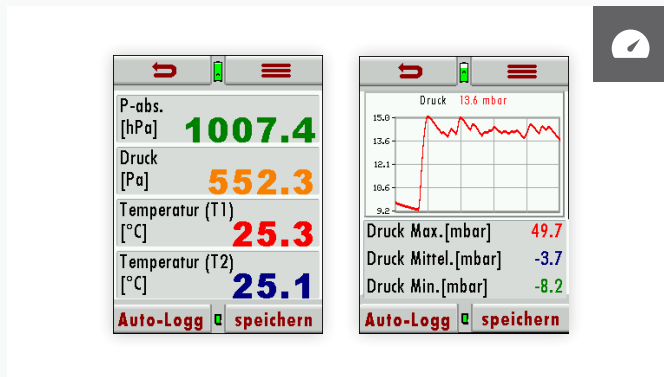 P-abs.
[hPa] 1007.4
Druck
[Pa] 552.3
Temperatur (T1)
[°C] 25.3
Temperatur (T2)
[°C] 25.1
Auto-Logg speichern
Druck 13.6 mbar
15.0
13.6
12.1
10.6
9.2
Druck Max.[mbar] 49.7
Druck Mittel.[mbar] -3.7
Druck Min.[mbar] -8.2
Auto-Logg speichern